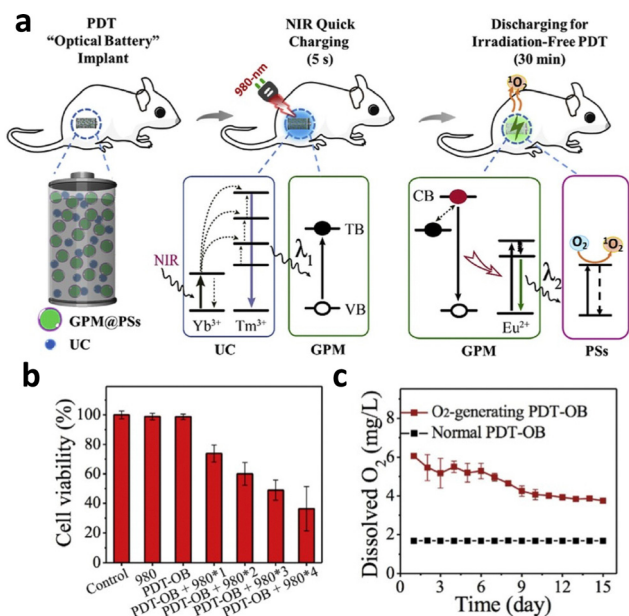 a
PDT
“Optical Battery”
Implant
NIR Quick
Charging
(5 s)
Discharging for
Irradiation-Free PDT
(30 min)
980-nm
¹O₂
NIR
Yb³⁺
Tm³⁺
UC
λ₁
TB
VB
GPM
CB
Eu²⁺
GPM
λ₂
O₂
¹O₂
PSs
GPM@PSs
UC
b
Cell viability (%)
120
100
80
60
40
20
0
Control
980
PDT-OB
PDT-OB + 980*1
PDT-OB + 980*2
PDT-OB + 980*3
PDT-OB + 980*4
c
Dissolved O₂ (mg/L)
8
6
4
2
0
O₂-generating PDT-OB
Normal PDT-OB
0
3
6
9
12
15
Time (day)